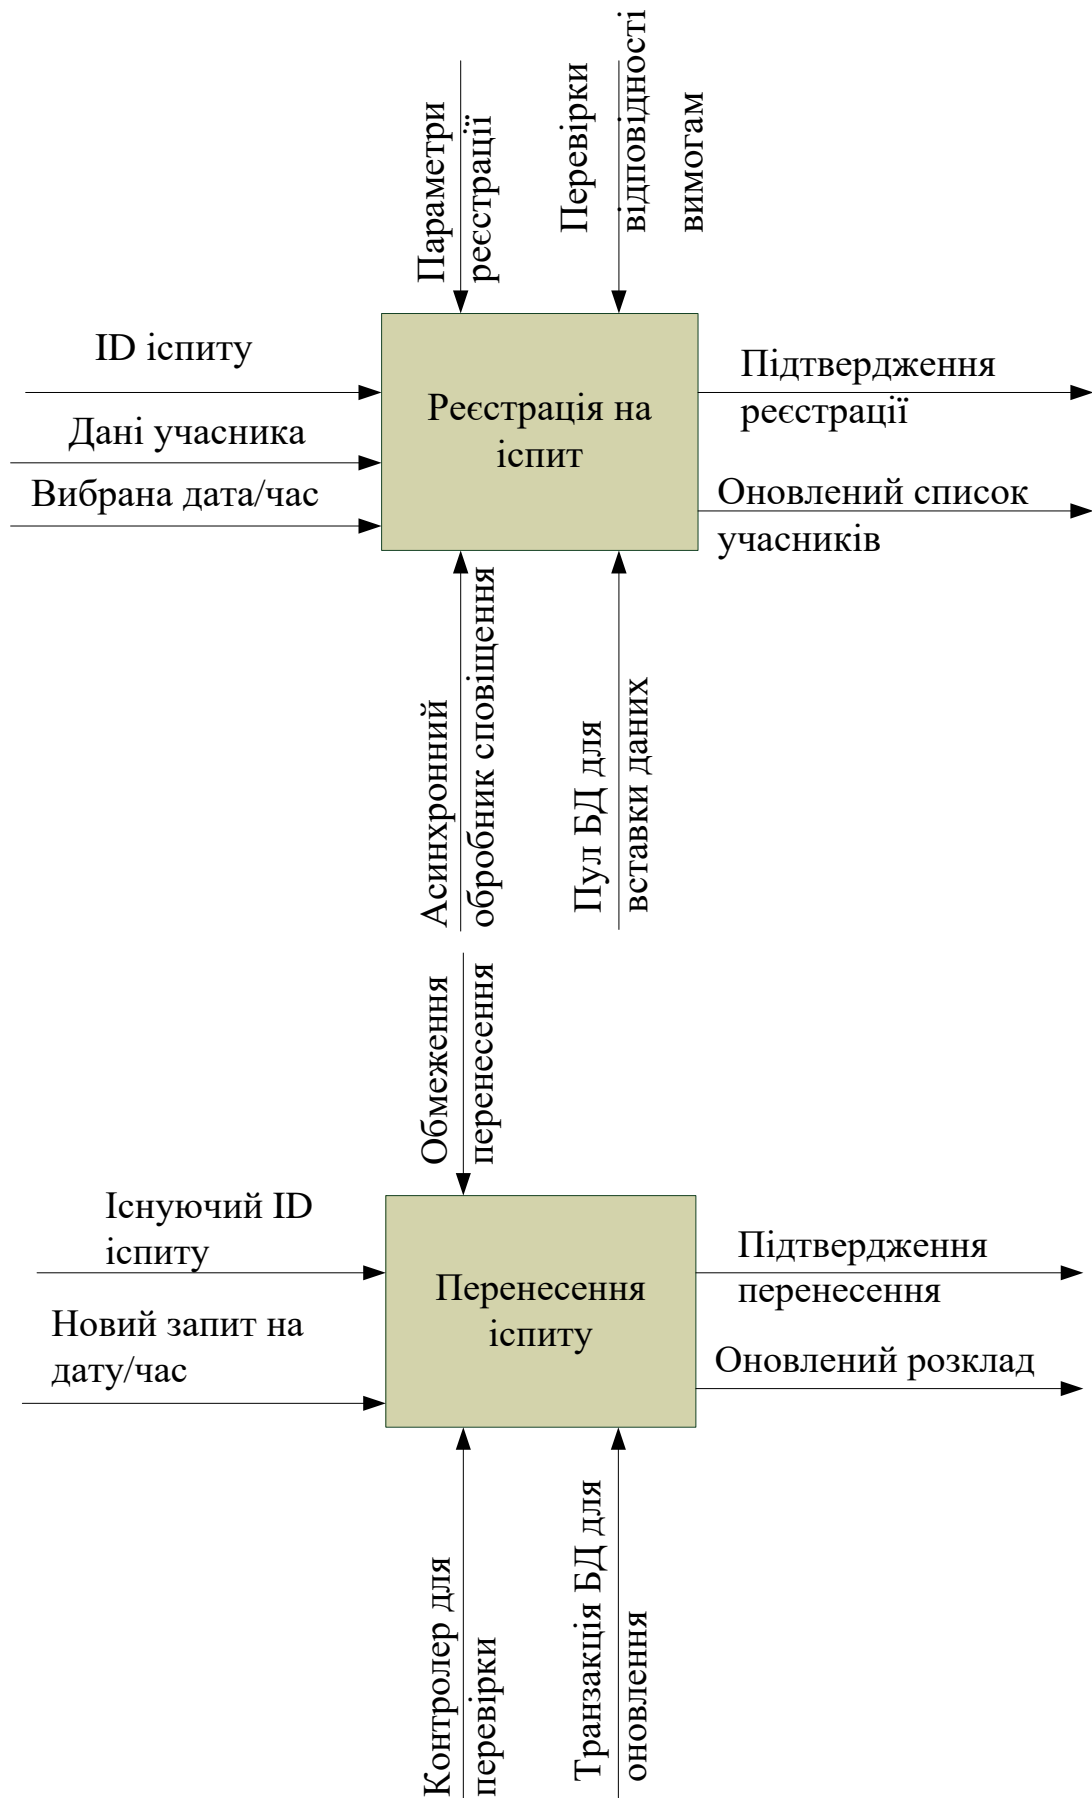 Параметри
реєстрації
Перевірки
відповідності
вимогам
ID іспиту
Дані учасника
Вибрана дата/час
Реєстрація на
іспит
Підтвердження
реєстрації
Оновлений список
учасників
Асинхронний
обробник сповіщення
Пул БД для
вставки даних
Обмеження
перенесення
Існуючий ID
іспиту
Новий запит на
дату/час
Перенесення
іспиту
Підтвердження
перенесення
Оновлений розклад
Контролер для
перевірки
Транзакція БД для
оновлення